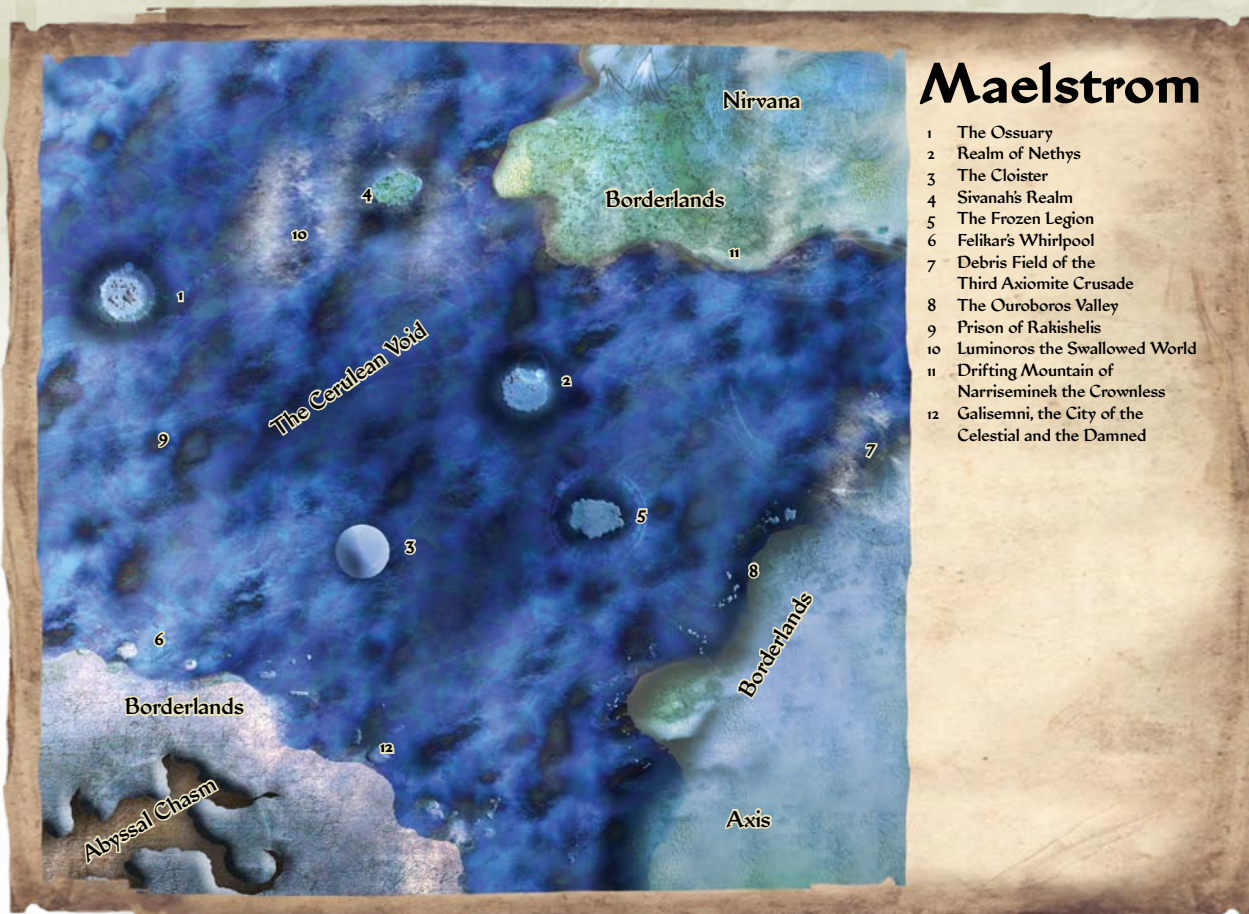 Maelstrom
1 The Ossuary
2 Realm of Nethys
3 The Cloister
4 Sivanah's Realm
5 The Frozen Legion
6 Felikar's Whirlpool
7 Debris Field of the
Third Axiomite Crusade
8 The Ouroboros Valley
9 Prison of Rakishelis
10 Luminoros the Swallowed World
11 Drifting Mountain of
Narriseminek the Crownless
12 Galisemni, the City of the
Celestial and the Damned
Nirvana
4
Borderlands
10
11
1
The Cerulean Void
2
9
7
5
3
8
Borderlands
6
Borderlands
12
Abyssal Chasm
Axis